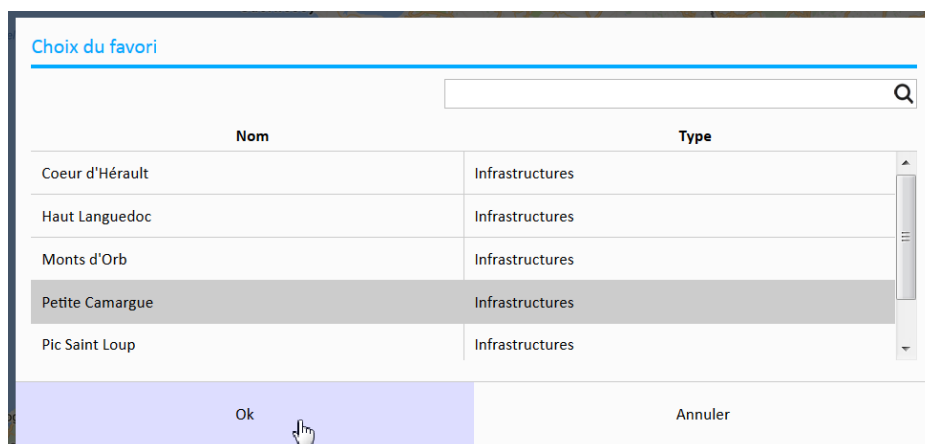 Choix du favori
Nom Type
Coeur d'Hérault Infrastructures
Haut Languedoc Infrastructures
Monts d'Orb Infrastructures
Petite Camargue Infrastructures
Pic Saint Loup Infrastructures
Ok Annuler